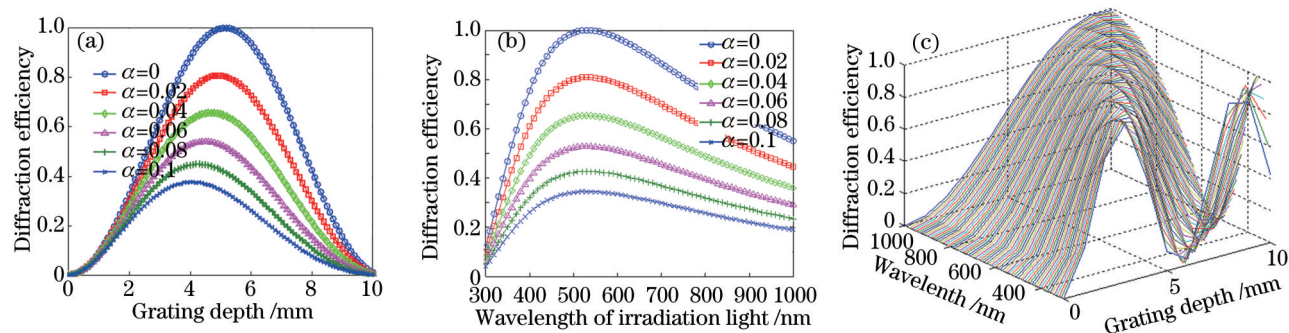 (a)
Diffraction efficiency
1.0
0.8
0.6
0.4
0.2
0
α=0
α=0.02
α=0.04
α=0.06
α=0.08
α=0.1
0 2 4 6 8 10
Grating depth /mm
(b)
Diffraction efficiency
1.0
0.8
0.6
0.4
0.2
0
α=0
α=0.02
α=0.04
α=0.06
α=0.08
α=0.1
300 400 500 600 700 800 900 1000
Wavelength of irradiation light /nm
(c)
Diffraction efficiency
1.0
0.8
0.6
0.4
0.2
0
1000
800
600
400
Wavelenth /nm
0
5
10
Grating depth /mm